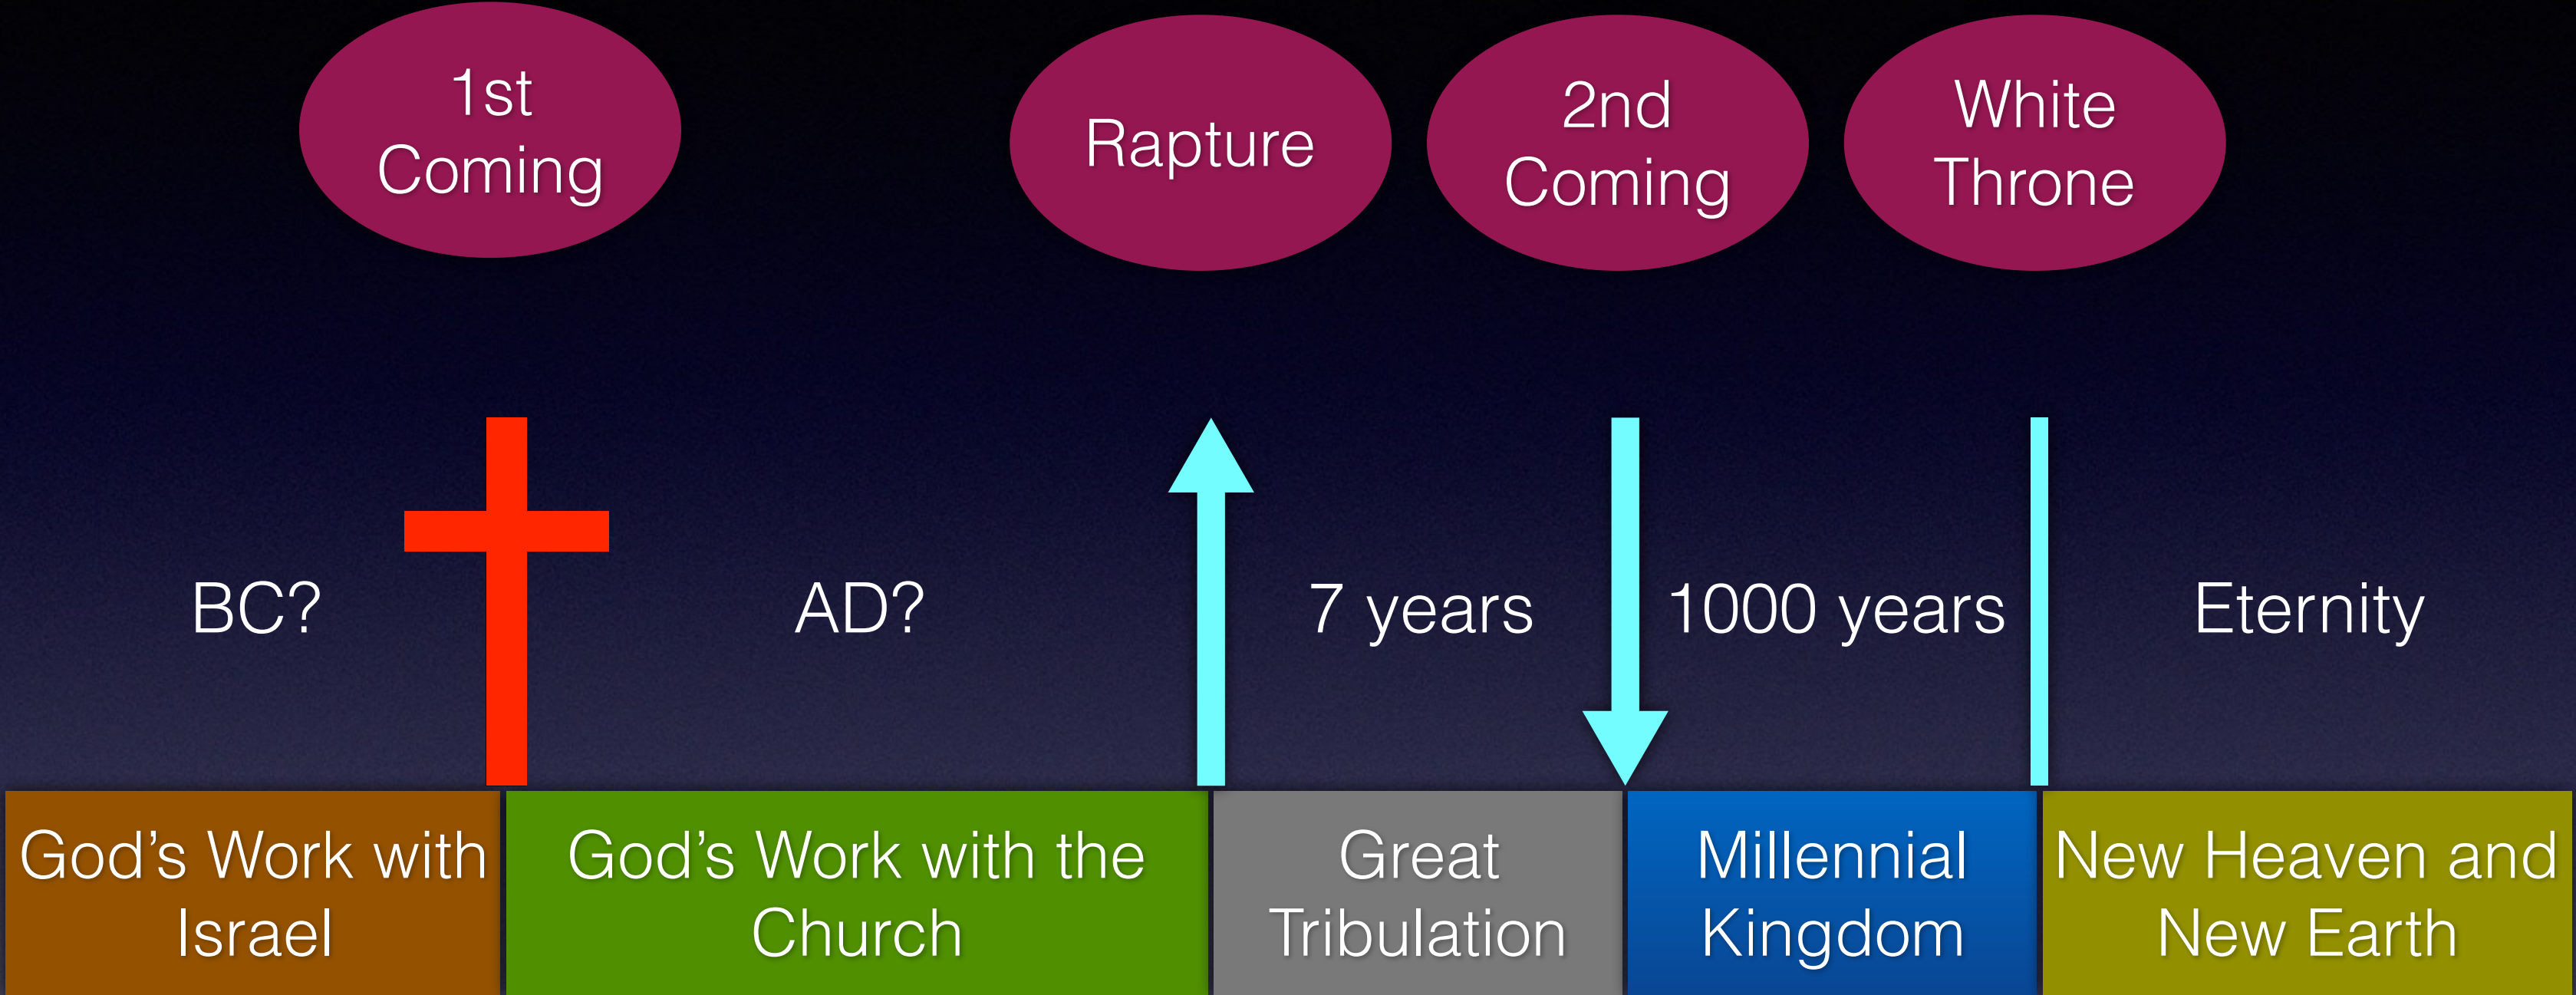 1st
Coming
Rapture
2nd
Coming
White
Throne
BC?
AD?
7 years
1000 years
Eternity
God’s Work with
Israel
God’s Work with the
Church
Great
Tribulation
Millennial
Kingdom
New Heaven and
New Earth